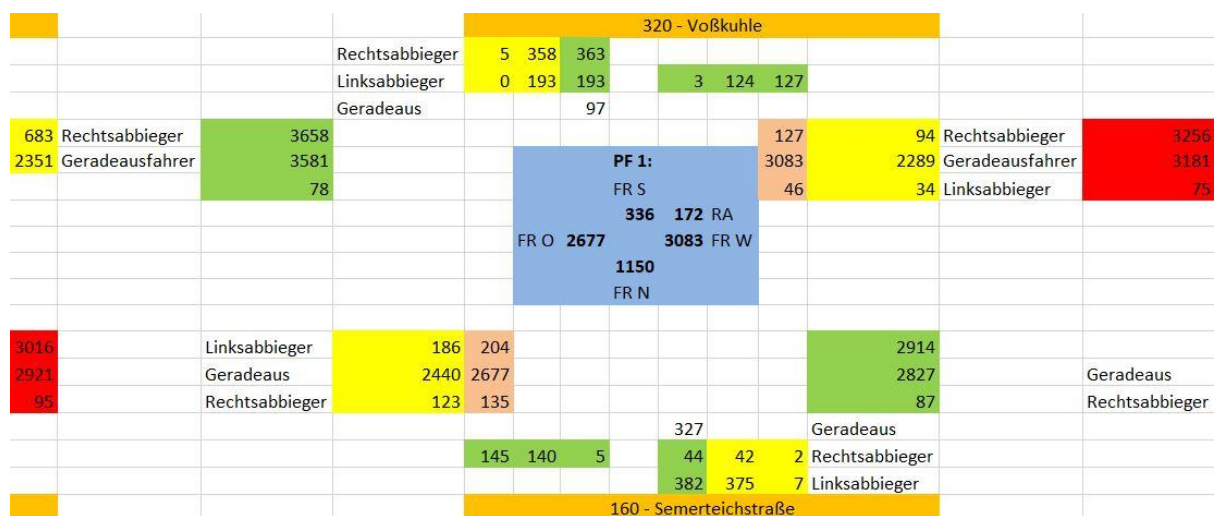 320 - Voßkuhle
Rechtsabbieger 5 358 363
Linksabbieger 0 193 193 3 124 127
Geradeaus 97
683 Rechtsabbieger 3658 127 94 Rechtsabbieger 3256
2351 Geradeausfahrer 3581 PF 1: 3083 2289 Geradeausfahrer 3181
78 FR S 46 34 Linksabbieger 75
336 172 RA
FR O 2677 3083 FR W
1150
FR N
3016 Linksabbieger 186 204 2914
2921 Geradeaus 2440 2677 2827 Geradeaus
95 Rechtsabbieger 123 135 87 Rechtsabbieger
327 Geradeaus
145 140 5 44 42 2 Rechtsabbieger
382 375 7 Linksabbieger
160 - Semerteichstraße